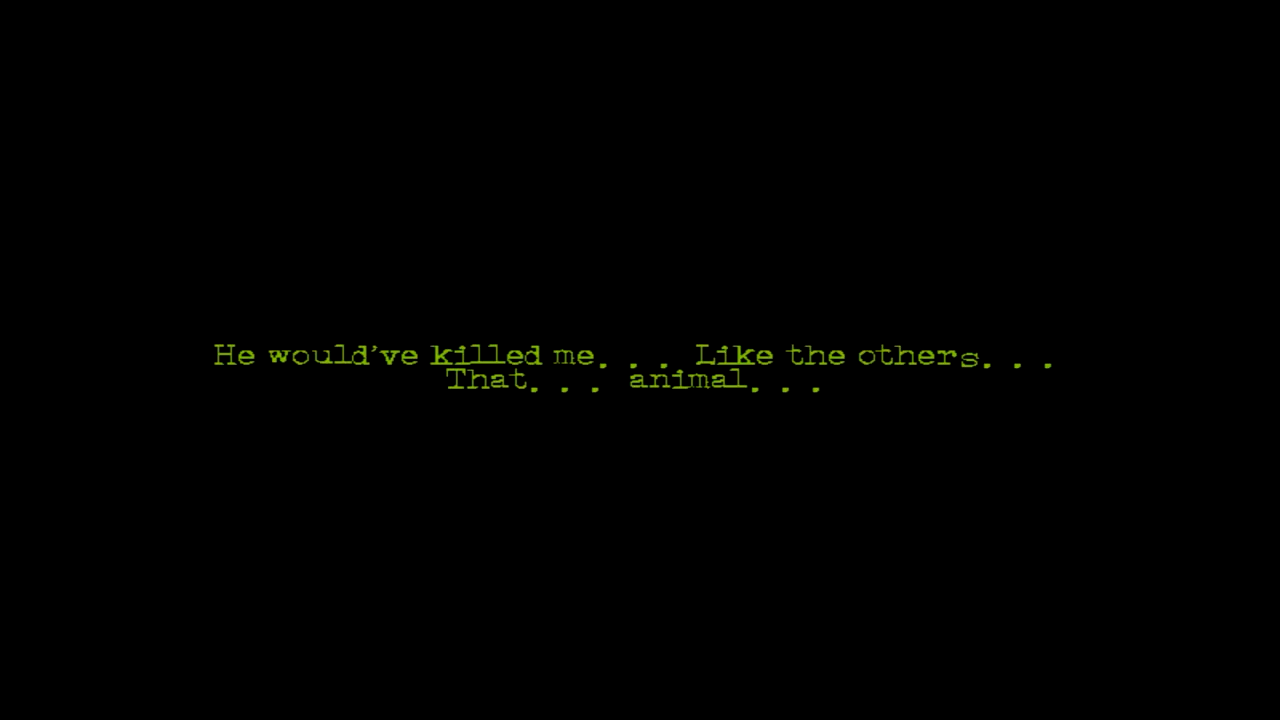 He would've killed me. . . Like the others. . .
That. . . animal. . .